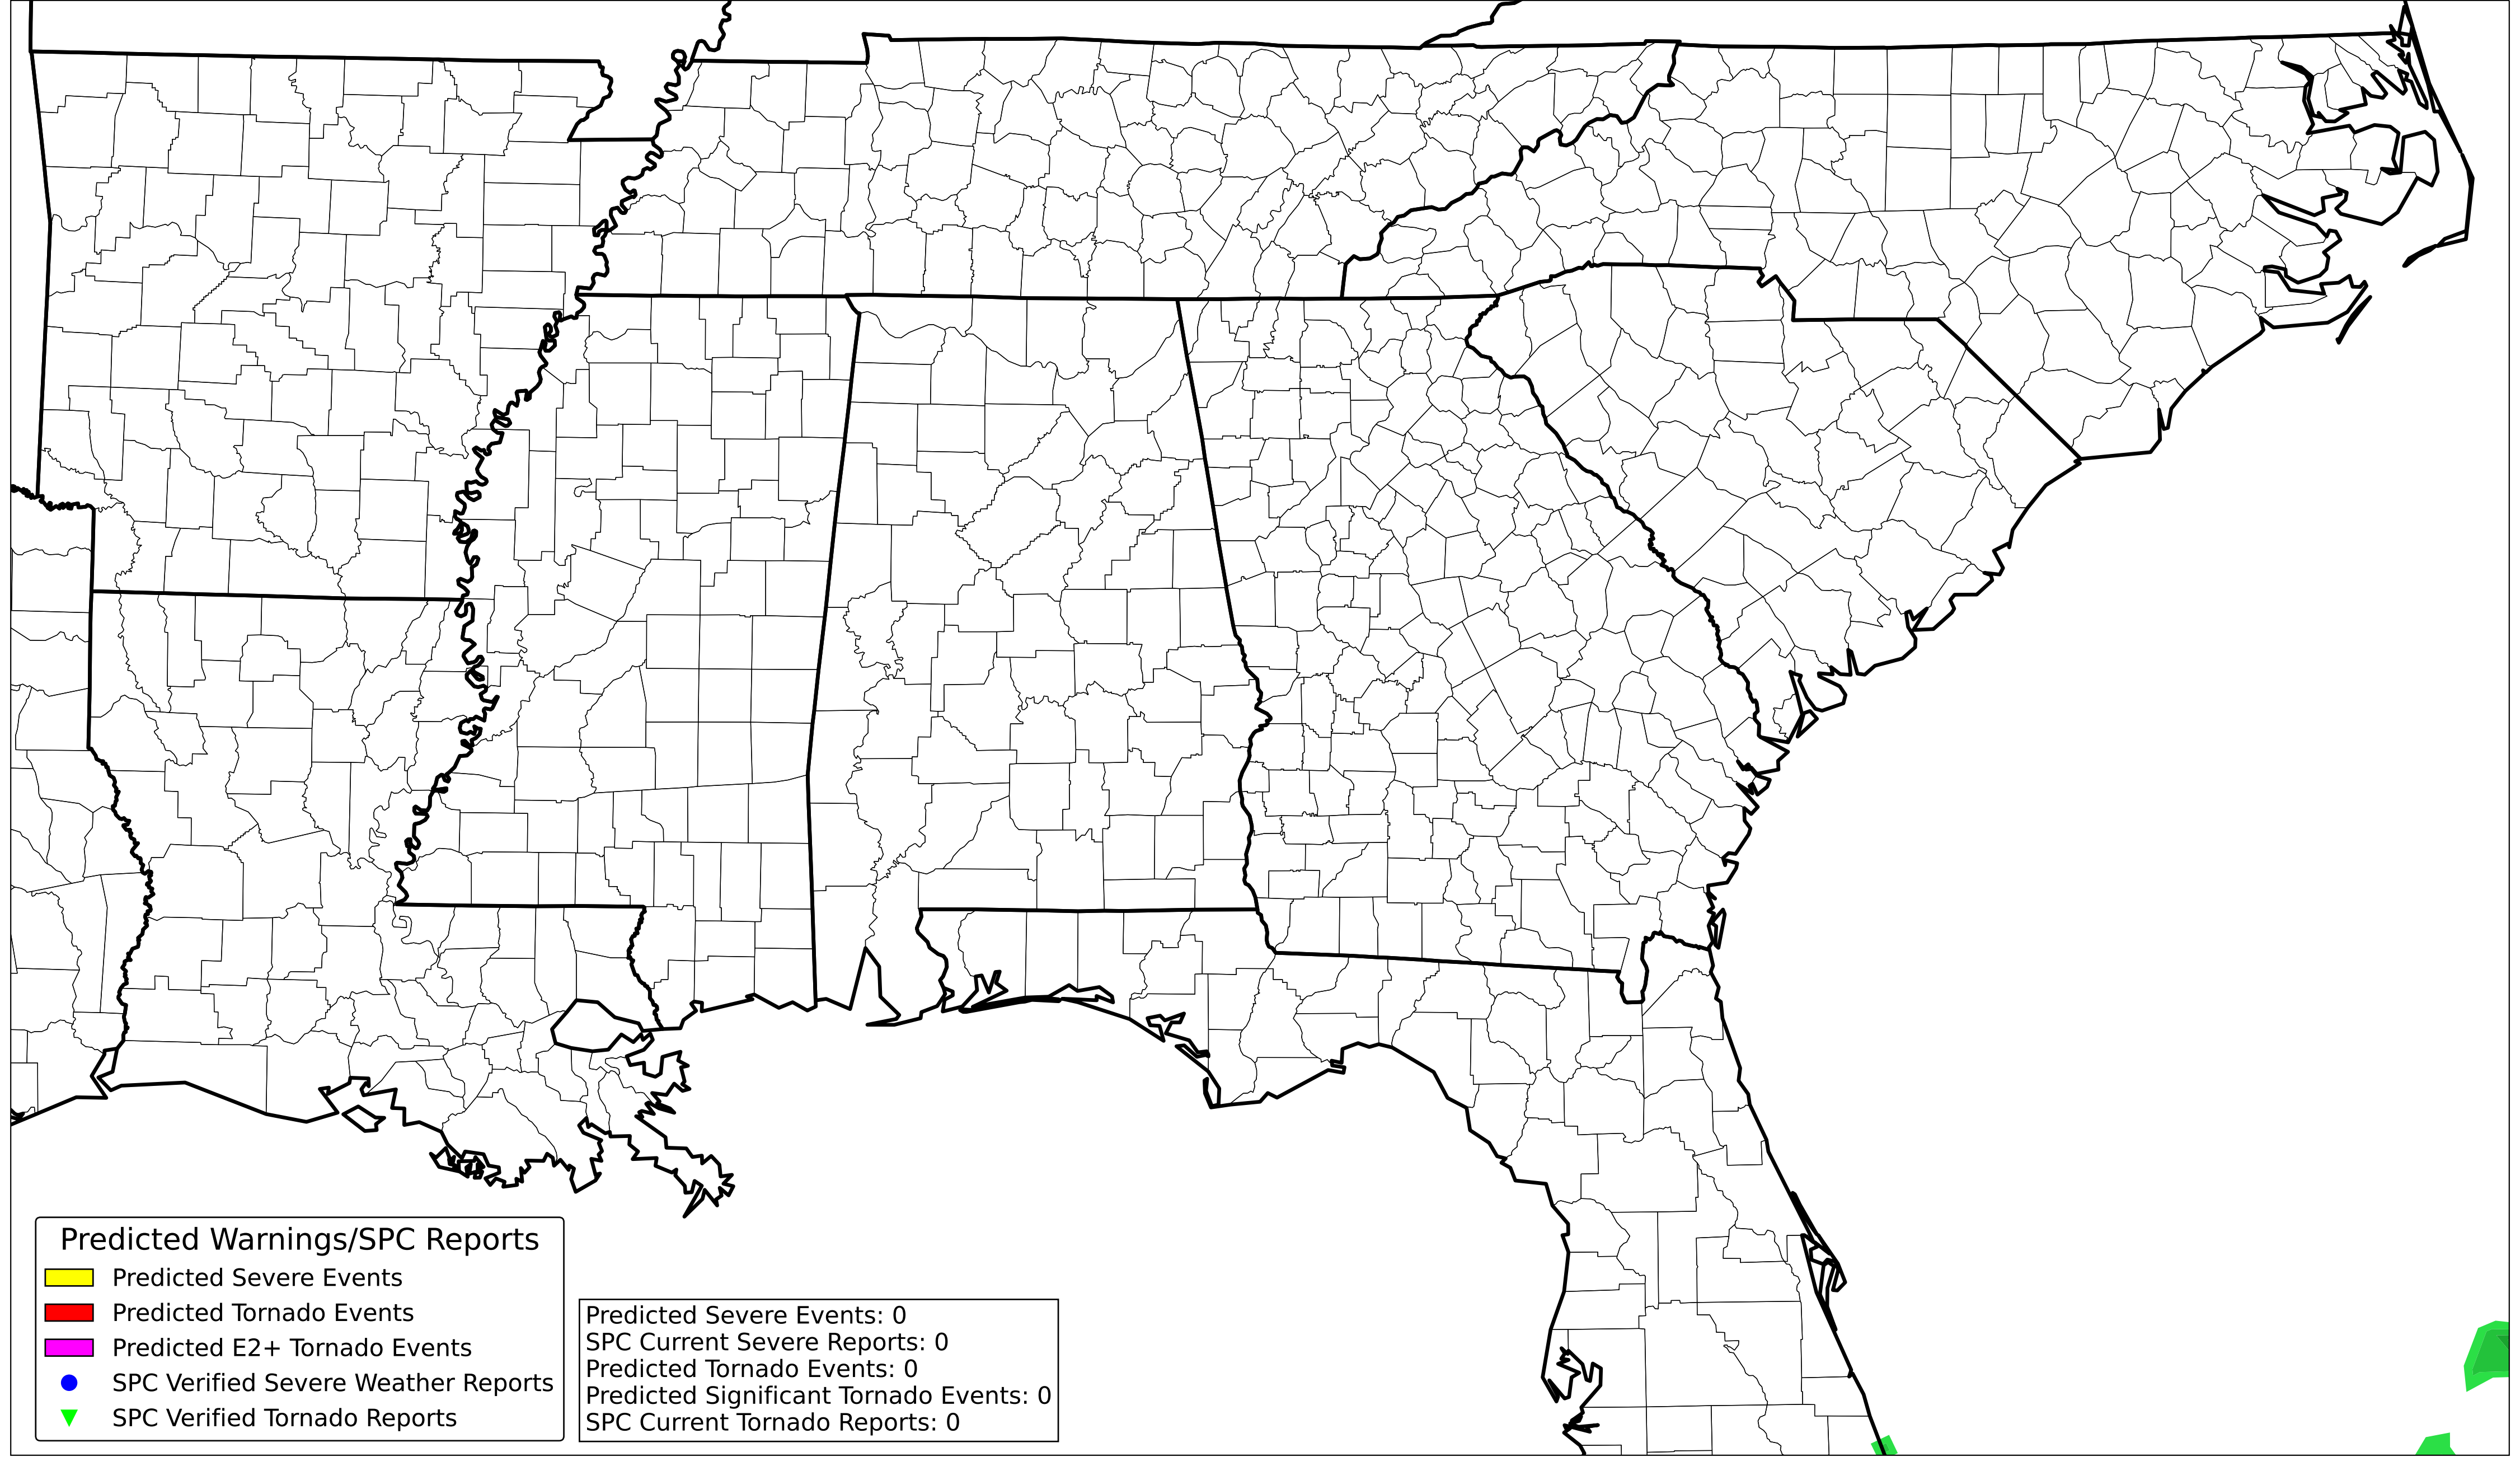 Predicted Warnings/SPC Reports
Predicted Severe Events
Predicted Tornado Events
Predicted E2+ Tornado Events
SPC Verified Severe Weather Reports
SPC Verified Tornado Reports
Predicted Severe Events: 0
SPC Current Severe Reports: 0
Predicted Tornado Events: 0
Predicted Significant Tornado Events: 0
SPC Current Tornado Reports: 0